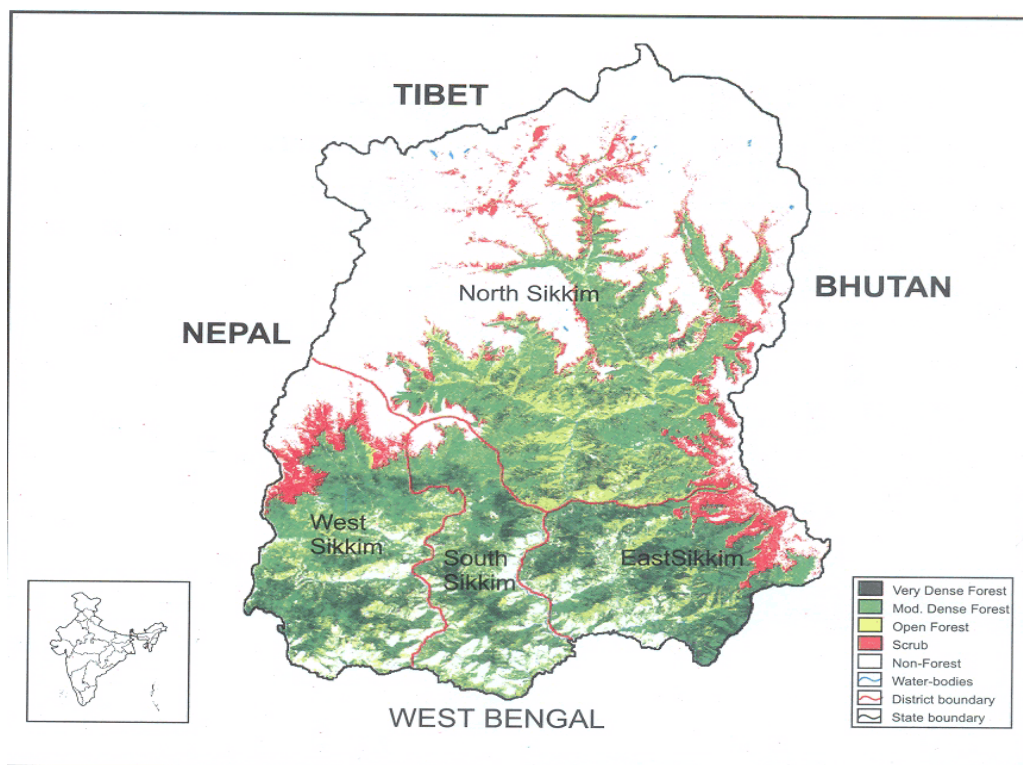 TIBET
BHUTAN
North Sikkim
NEPAL
West
Sikkim
South
Sikkim
EastSikkim
WEST BENGAL
Very Dense Forest
Mod. Dense Forest
Open Forest
Scrub
Non-Forest
Water-bodies
District boundary
State boundary